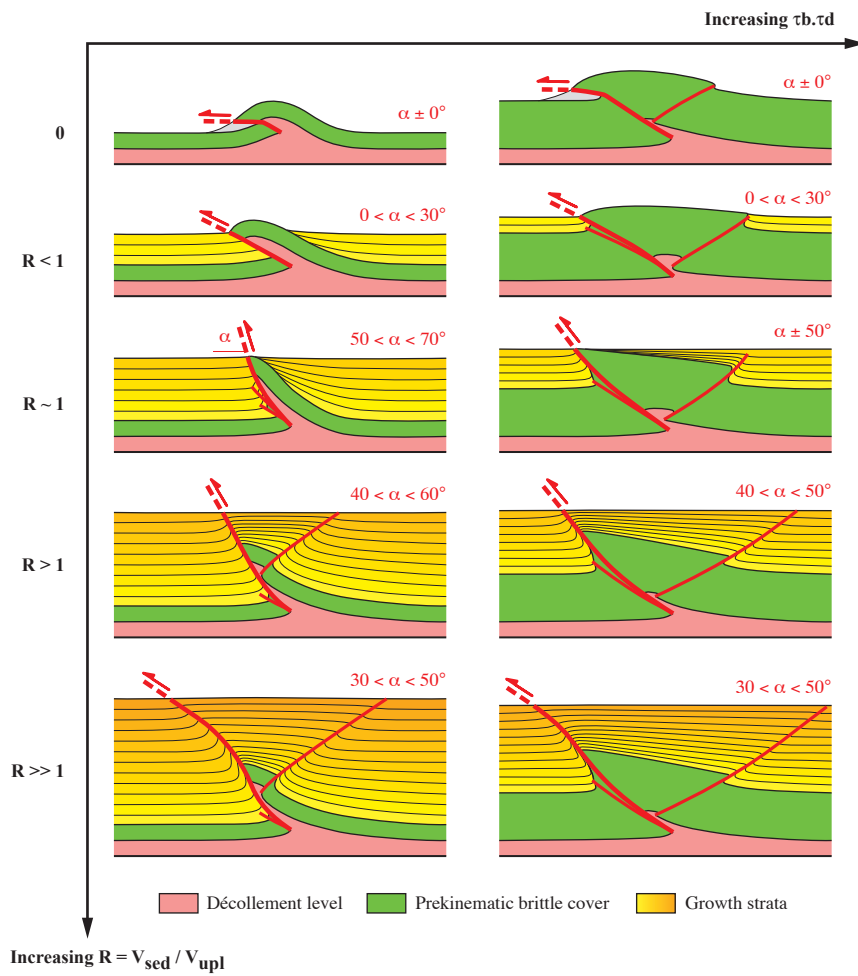 Increasing τb.τd
0
α ± 0°
α ± 0°
R < 1
0 < α < 30°
0 < α < 30°
R ~ 1
α
50 < α < 70°
α ± 50°
R > 1
40 < α < 60°
40 < α < 50°
R >> 1
30 < α < 50°
30 < α < 50°
Décollement level
Prekinematic brittle cover
Growth strata
Increasing R = Vsed / Vupl